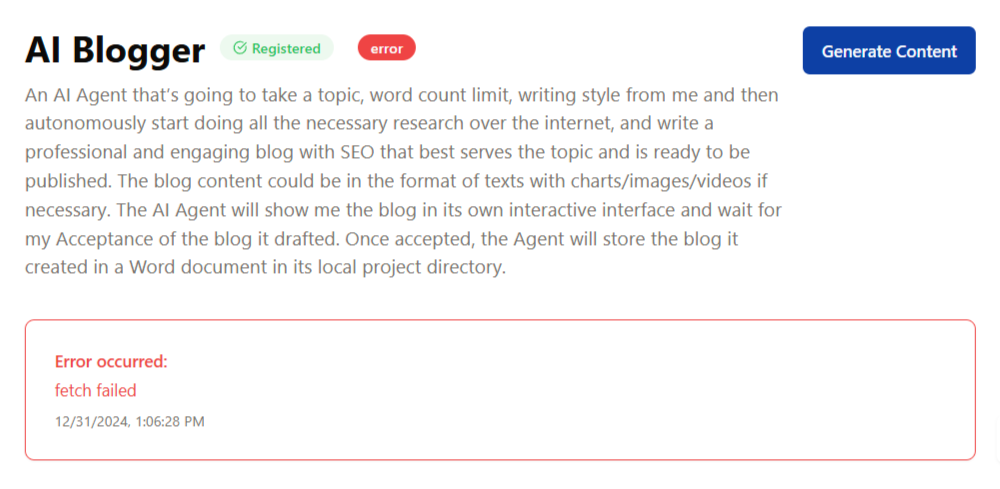 AI Blogger Registered error Generate Content
An AI Agent that's going to take a topic, word count limit, writing style from me and then
autonomously start doing all the necessary research over the internet, and write a
professional and engaging blog with SEO that best serves the topic and is ready to be
published. The blog content could be in the format of texts with charts/images/videos if
necessary. The AI Agent will show me the blog in its own interactive interface and wait for
my Acceptance of the blog it drafted. Once accepted, the Agent will store the blog it
created in a Word document in its local project directory.
Error occurred:
fetch failed
12/31/2024, 1:06:28 PM